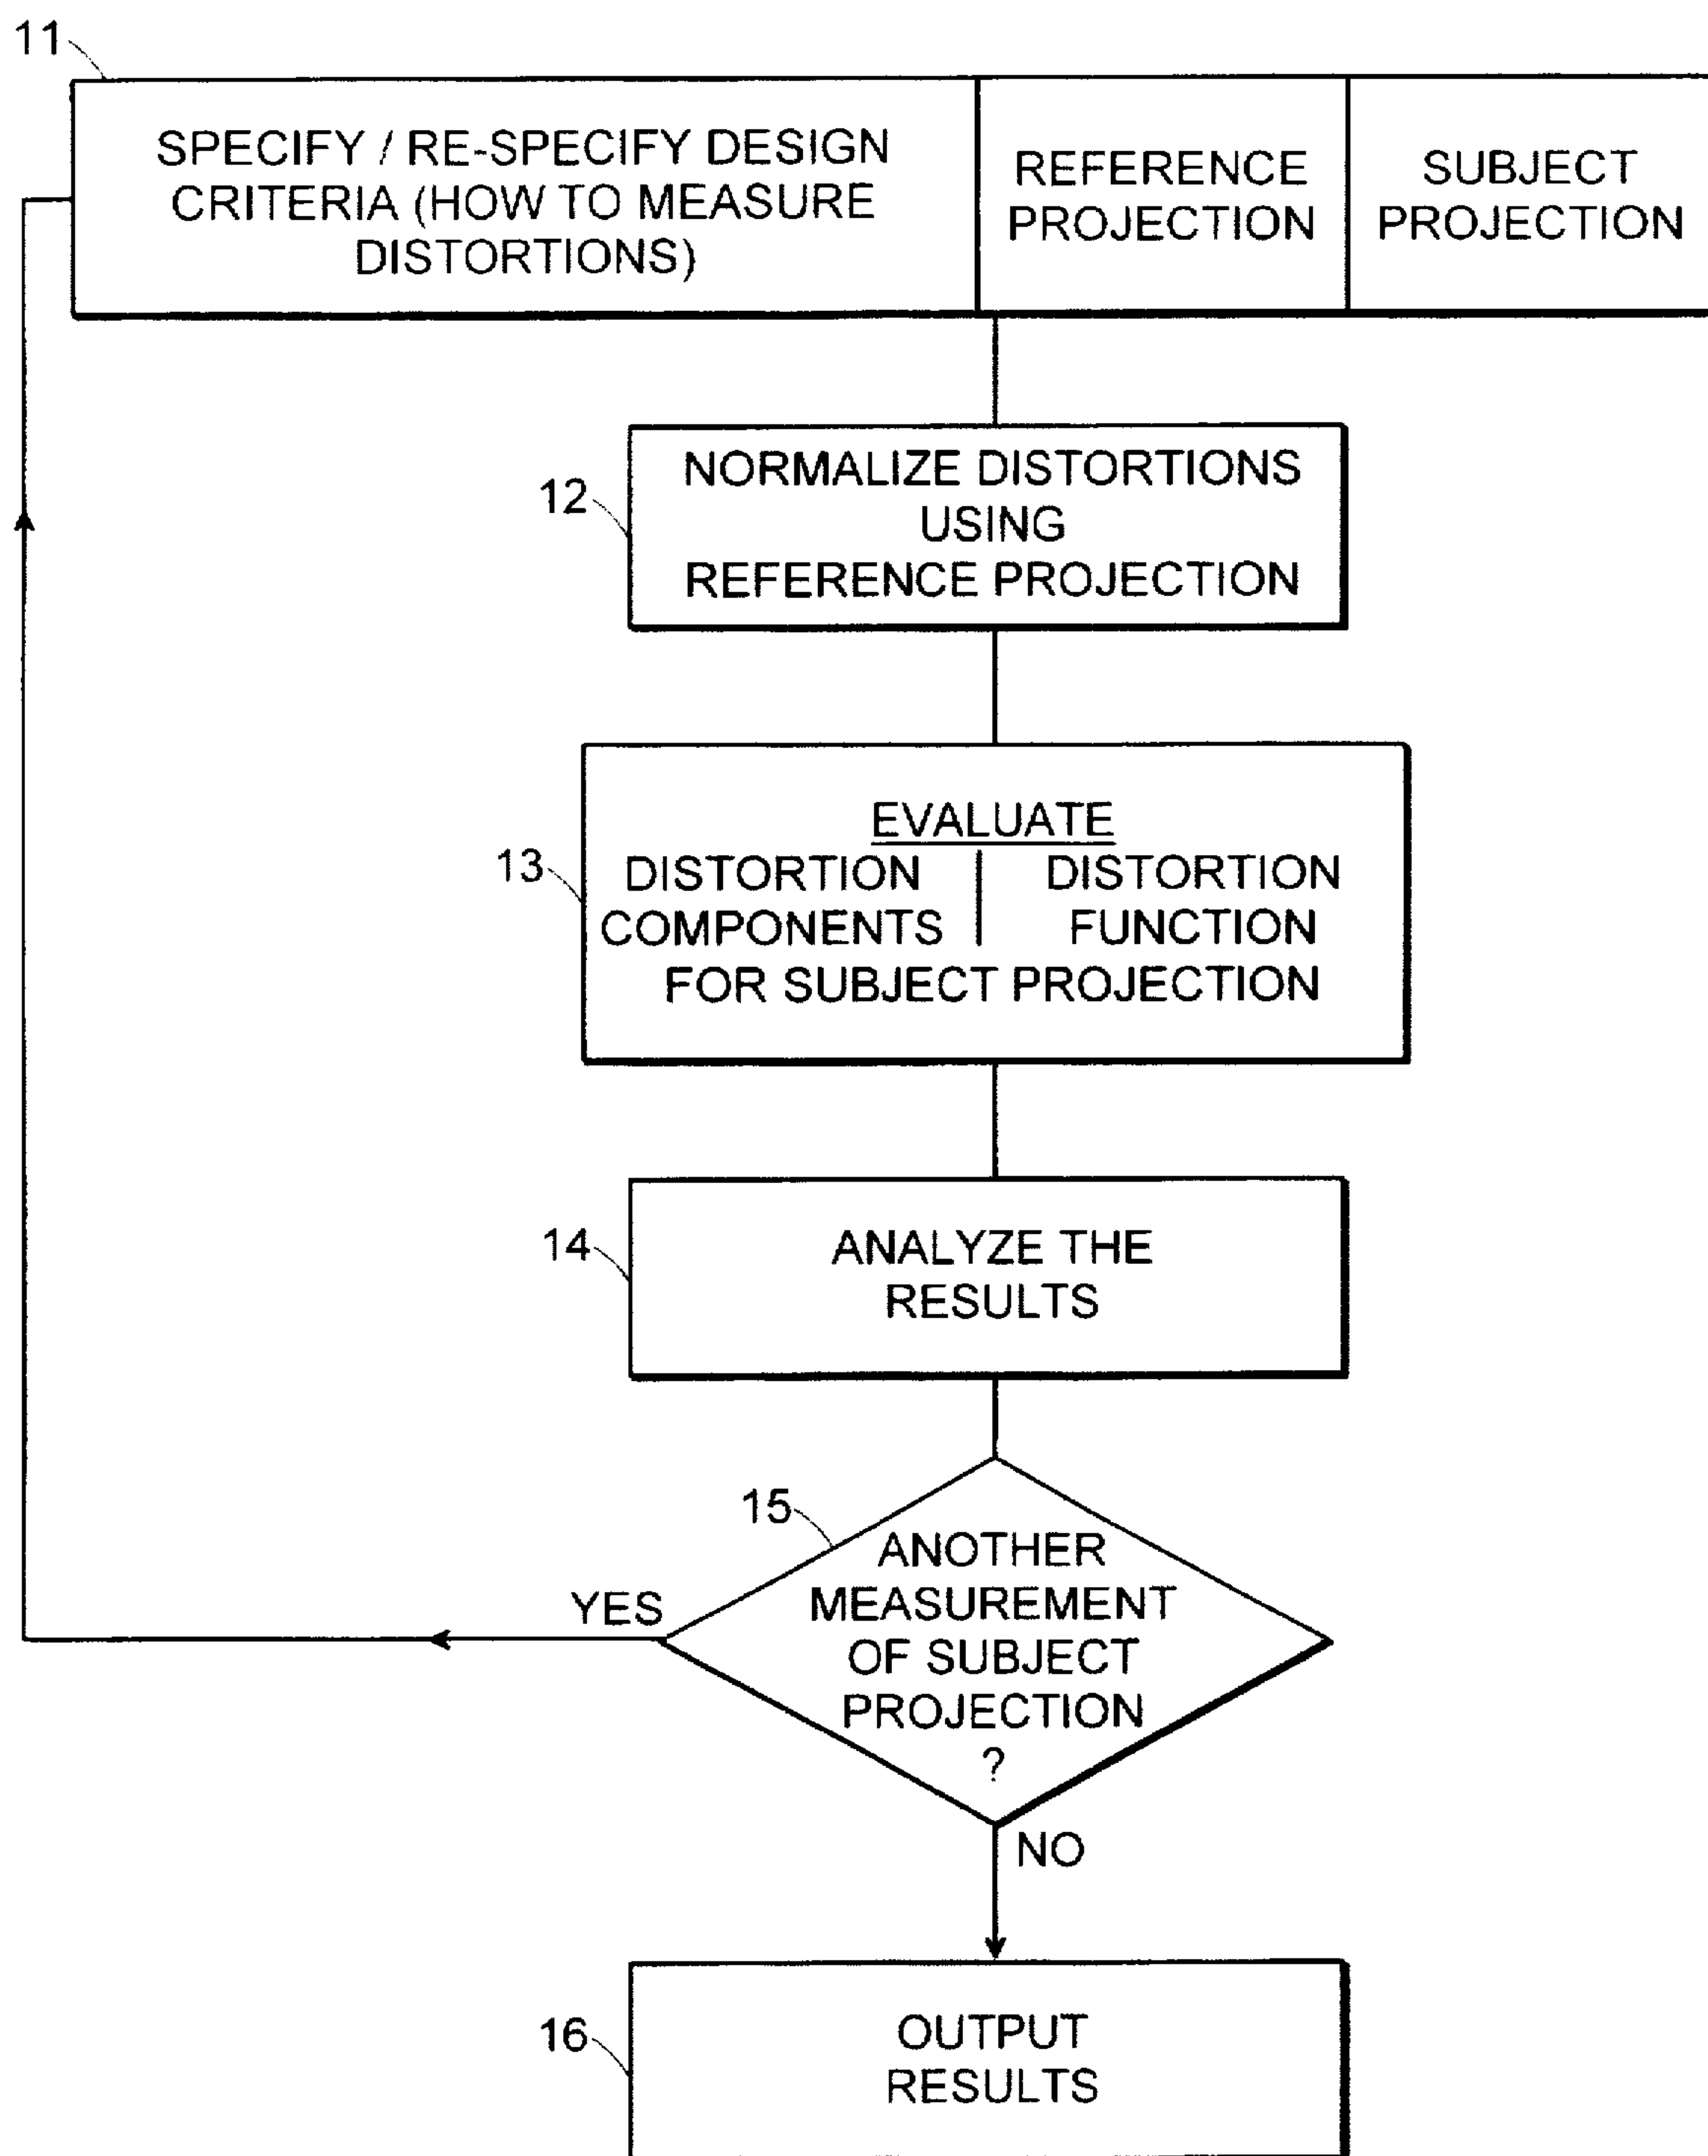 11
SPECIFY / RE-SPECIFY DESIGN
CRITERIA (HOW TO MEASURE
DISTORTIONS)
REFERENCE
PROJECTION
SUBJECT
PROJECTION
12
NORMALIZE DISTORTIONS
USING
REFERENCE PROJECTION
13
EVALUATE
DISTORTION
COMPONENTS
DISTORTION
FUNCTION
FOR SUBJECT PROJECTION
14
ANALYZE THE
RESULTS
15
ANOTHER
MEASUREMENT
OF SUBJECT
PROJECTION
?
YES
NO
16
OUTPUT
RESULTS